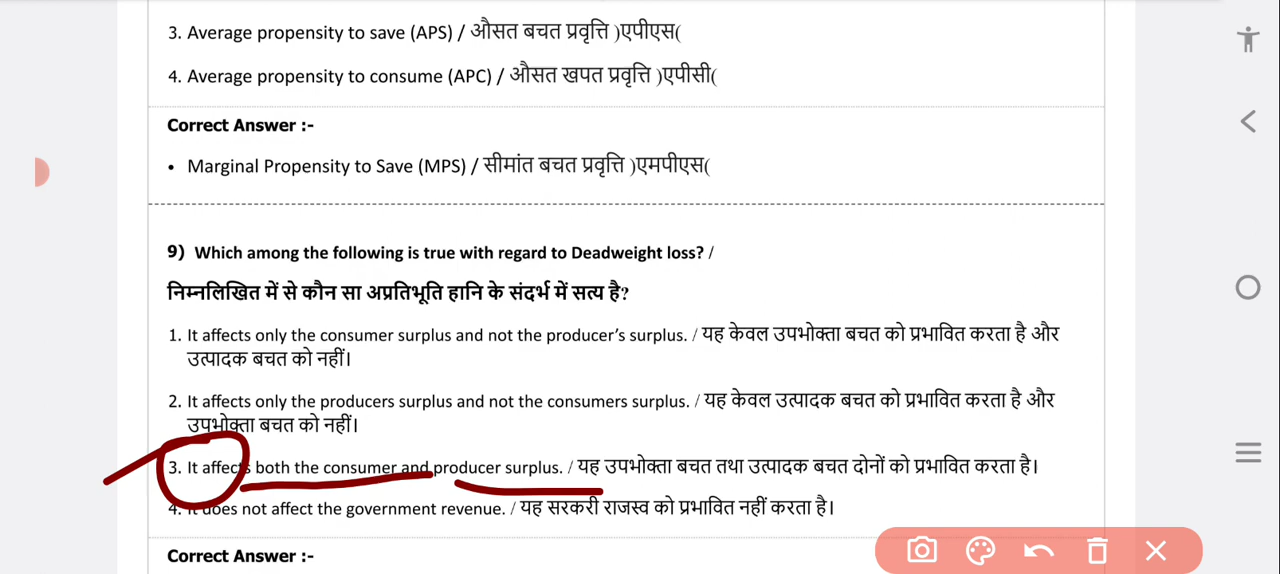 3. Average propensity to save (APS) / औसत बचत प्रवृत्ति )एपीएस(
4. Average propensity to consume (APC) / औसत खपत प्रवृत्ति )एपीसी(
Correct Answer :-
• Marginal Propensity to Save (MPS) / सीमांत बचत प्रवृत्ति )एमपीएस(
9) Which among the following is true with regard to Deadweight loss? /
निम्नलिखित में से कौन सा अप्रतिभूति हानि के संदर्भ में सत्य है?
1. It affects only the consumer surplus and not the producer’s surplus. / यह केवल उपभोक्ता बचत को प्रभावित करता है और
उत्पादक बचत को नहीं।
2. It affects only the producers surplus and not the consumers surplus. / यह केवल उत्पादक बचत को प्रभावित करता है और
उपभोक्ता बचत को नहीं।
3. It affects both the consumer and producer surplus. / यह उपभोक्ता बचत तथा उत्पादक बचत दोनों को प्रभावित करता है।
4. It does not affect the government revenue. / यह सरकरी राजस्व को प्रभावित नहीं करता है।
Correct Answer :-